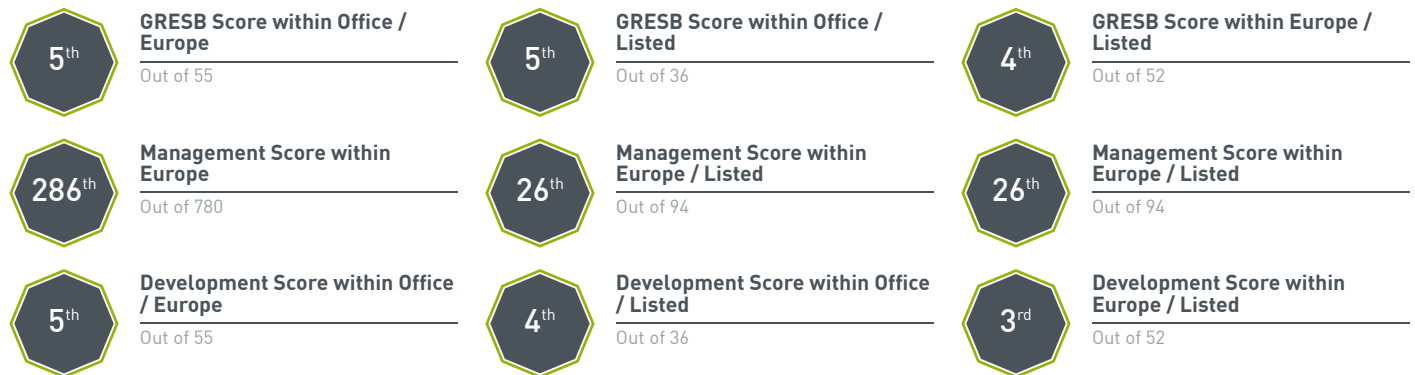 5th
GRESB Score within Office /
Europe
Out of 55
5th
GRESB Score within Office /
Listed
Out of 36
4th
GRESB Score within Europe /
Listed
Out of 52
286th
Management Score within
Europe
Out of 780
26th
Management Score within
Europe / Listed
Out of 94
26th
Management Score within
Europe / Listed
Out of 94
5th
Development Score within Office
/ Europe
Out of 55
4th
Development Score within Office
/ Listed
Out of 36
3rd
Development Score within
Europe / Listed
Out of 52